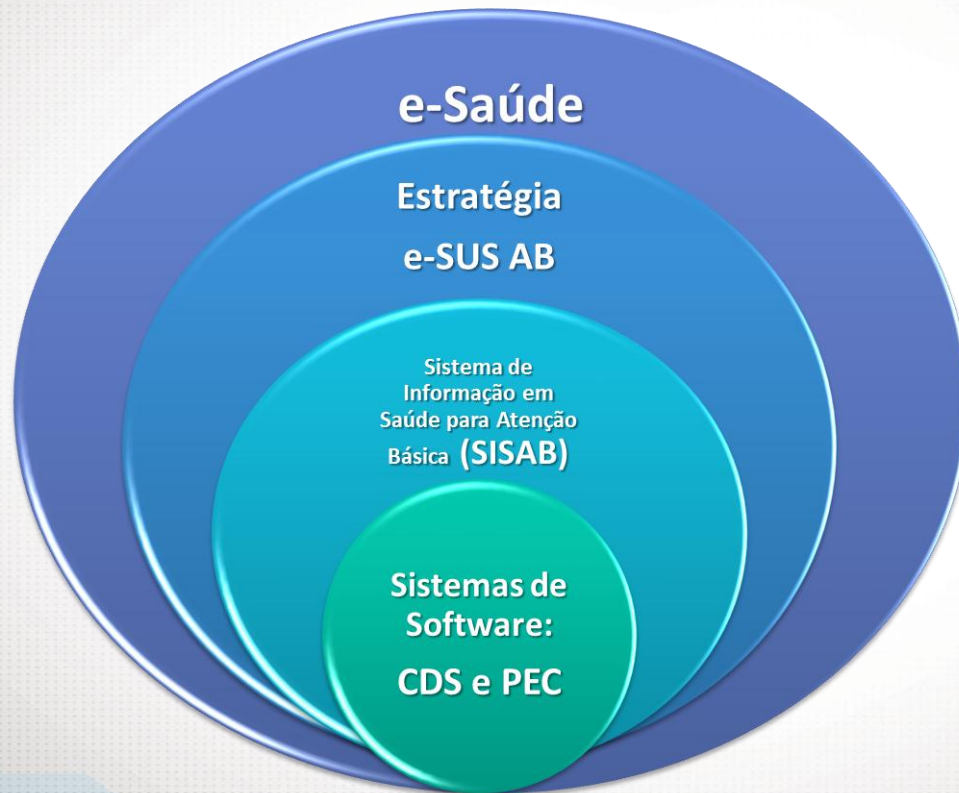 e-Saúde
Estratégia
e-SUS AB
Sistema de
Informação em
Saúde para Atenção
Básica (SISAB)
Sistemas de
Software:
CDS e PEC